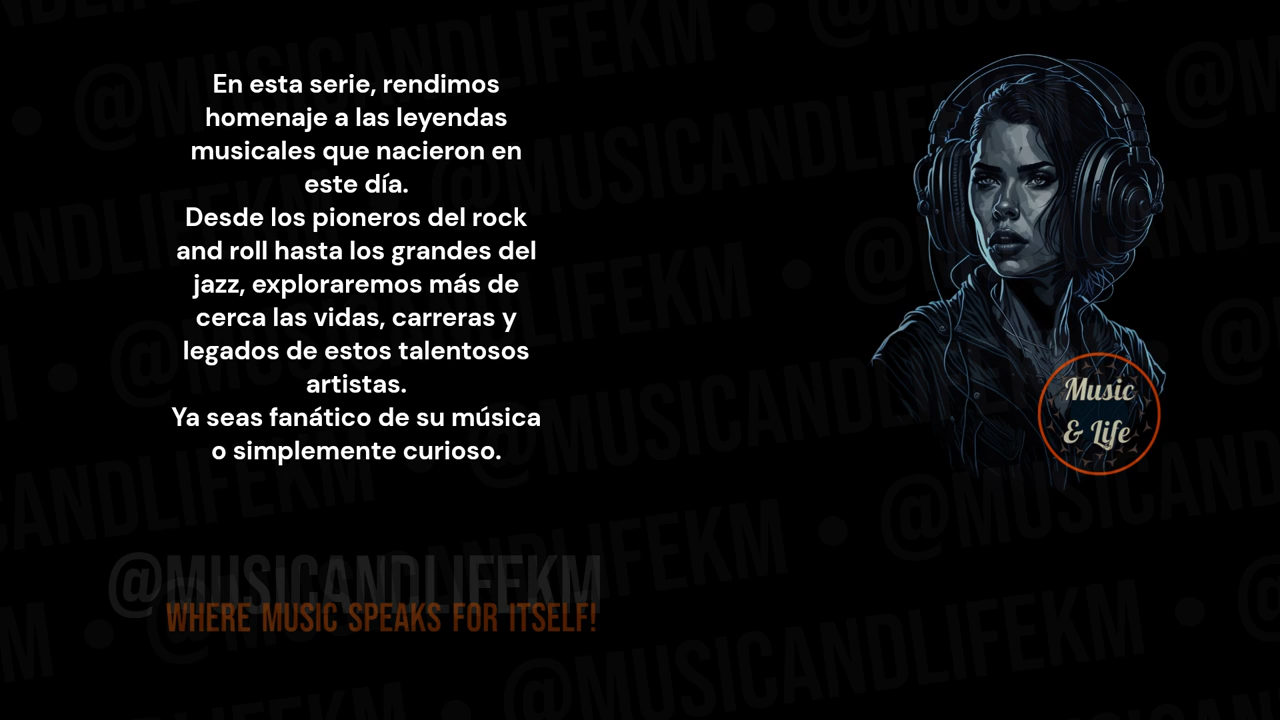 En esta serie, rendimos
homenaje a las leyendas
musicales que nacieron en
este día.
Desde los pioneros del rock
and roll hasta los grandes del
jazz, exploraremos más de
cerca las vidas, carreras y
legados de estos talentosos
artistas.
Ya seas fanático de su música
o simplemente curioso.
Music
& Life
@MUSICANDLIFEKM
WHERE MUSIC SPEAKS FOR ITSELF!